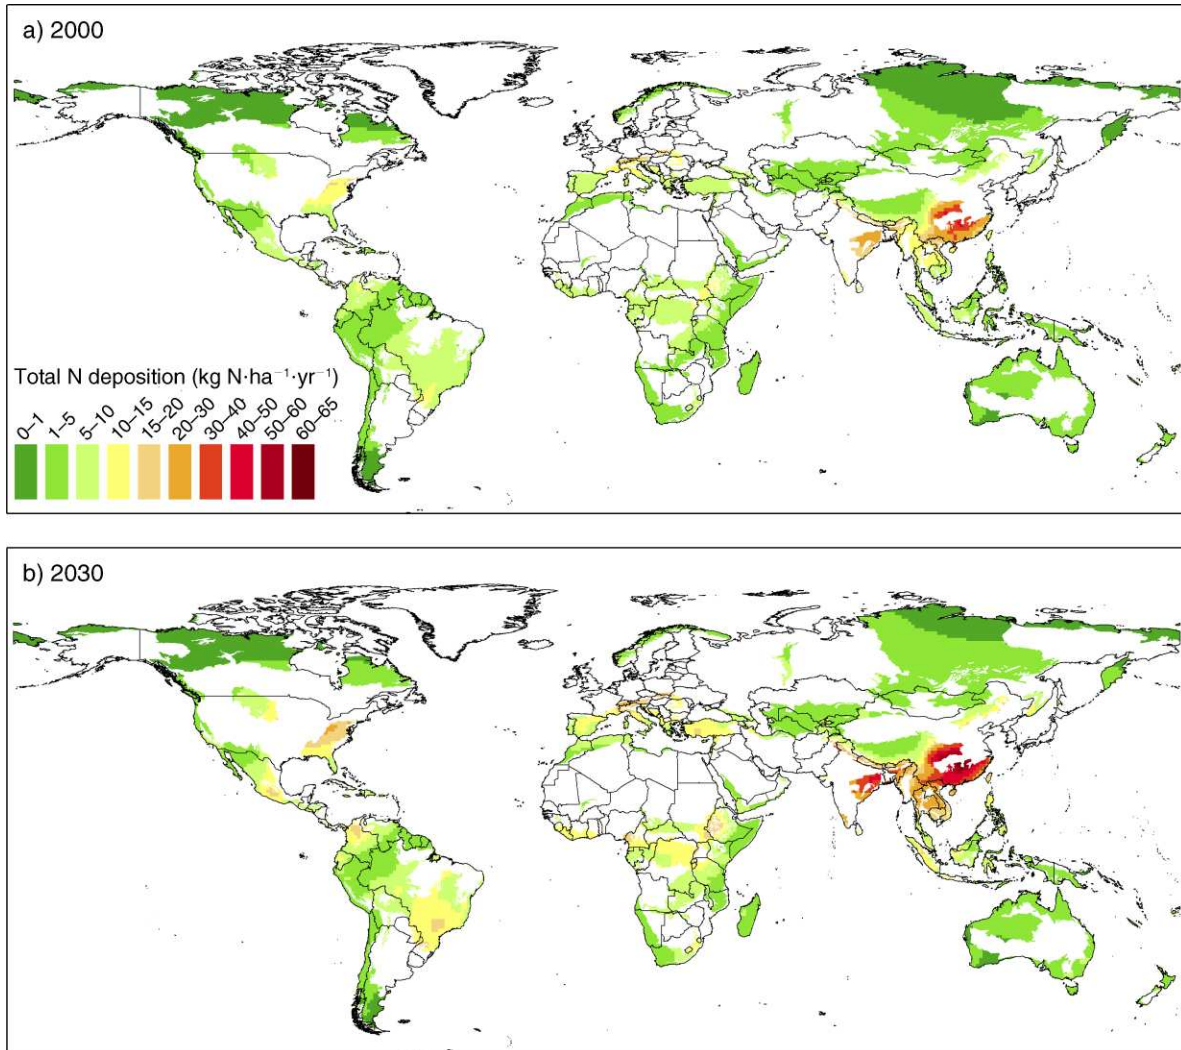 a) 2000
Total N deposition (kg N·ha⁻¹·yr⁻¹)
0–1 1–5 5–10 10–15 15–20 20–30 30–40 40–50 50–60 60–65
b) 2030